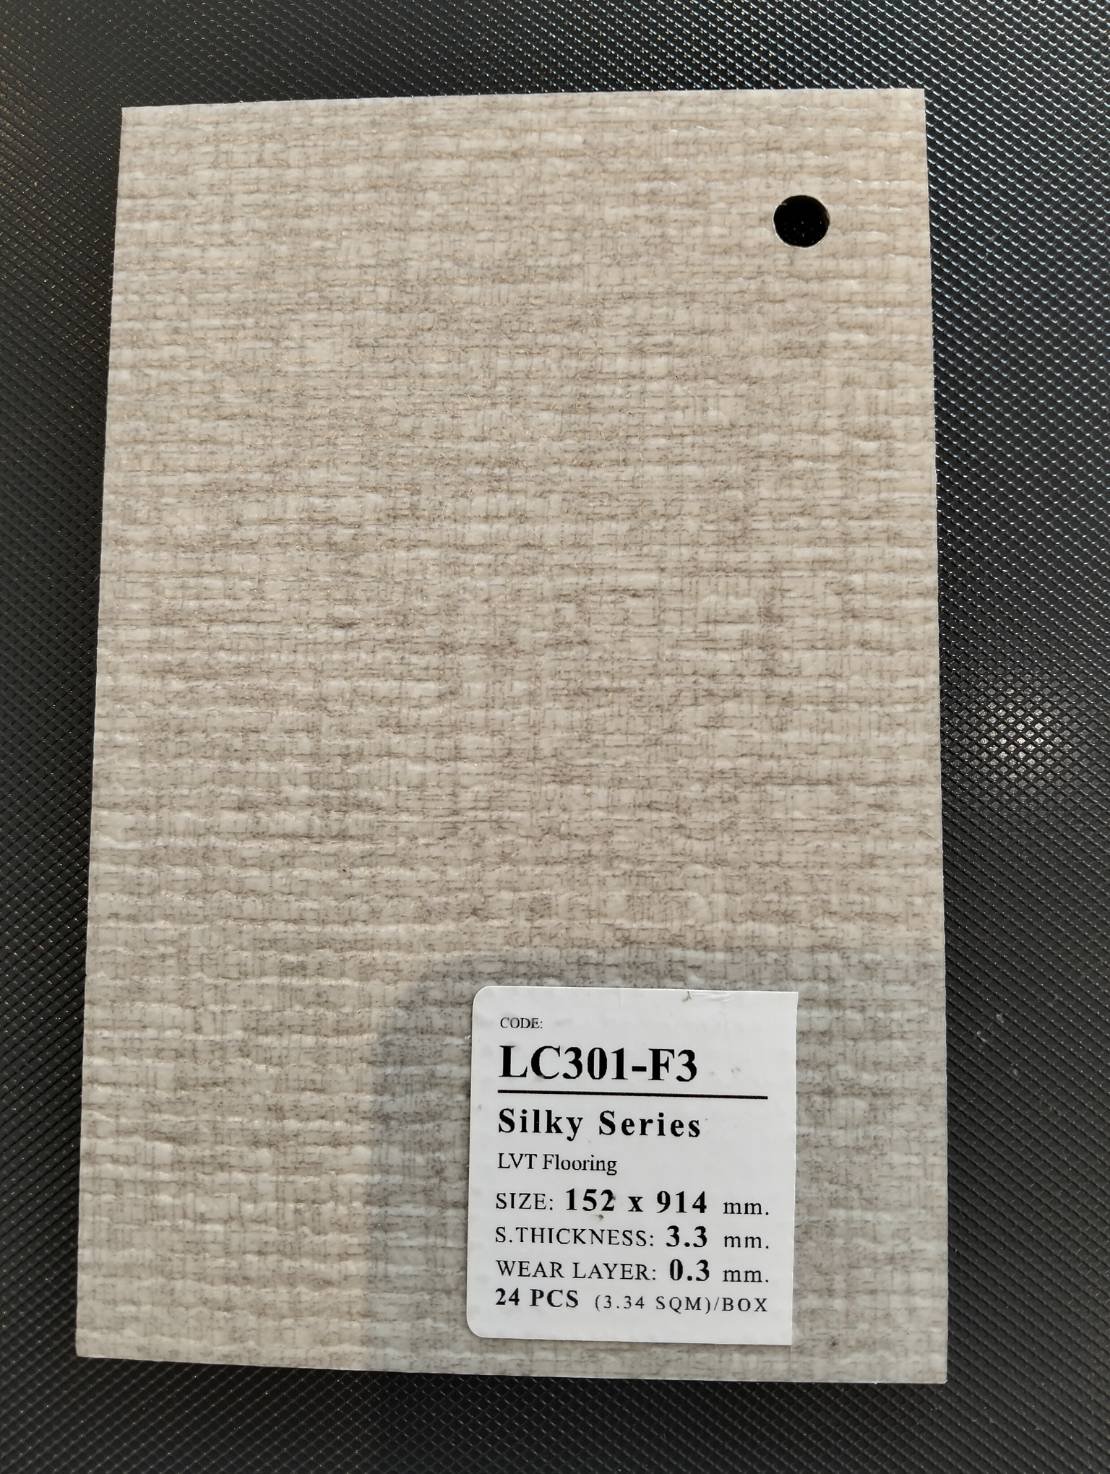 CODE:
LC301-F3
Silky Series
LVT Flooring
SIZE: 152 x 914 mm.
S.THICKNESS: 3.3 mm.
WEAR LAYER: 0.3 mm.
24 PCS (3.34 SQM)/BOX